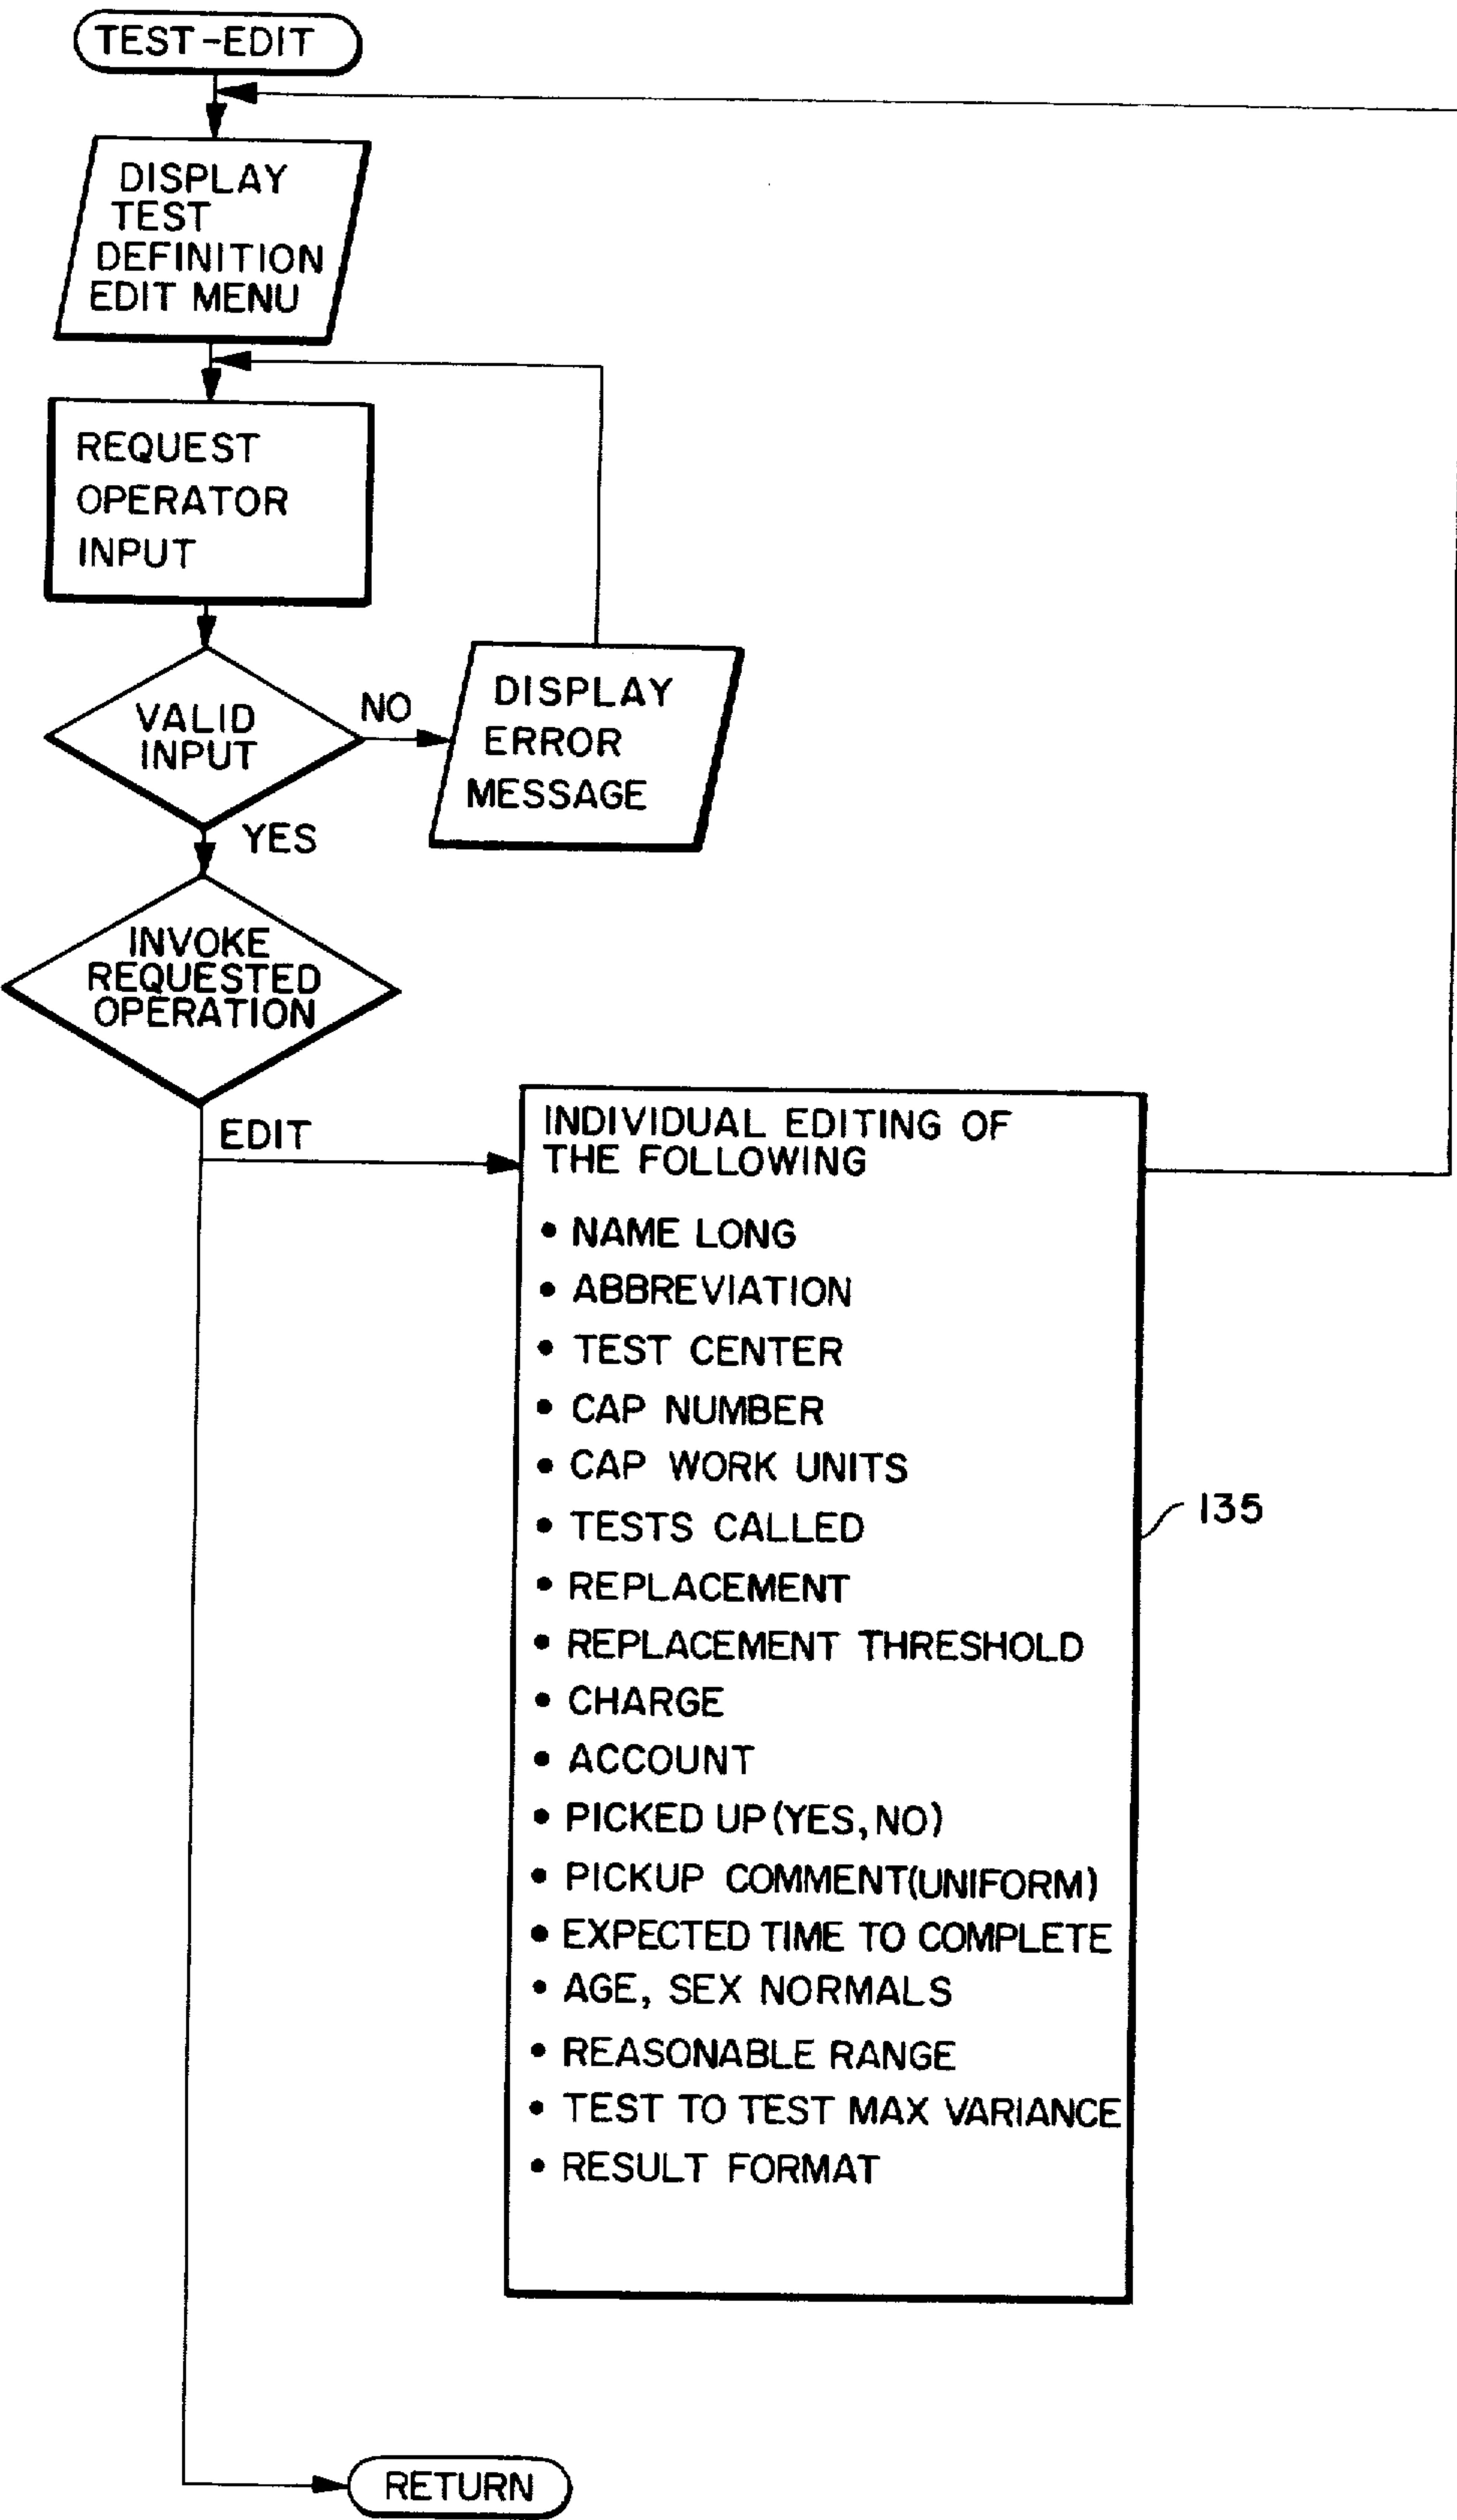 TEST-EDIT
DISPLAY
TEST
DEFINITION
EDIT MENU
REQUEST
OPERATOR
INPUT
VALID
INPUT
NO
DISPLAY
ERROR
MESSAGE
YES
INVOKE
REQUESTED
OPERATION
EDIT
INDIVIDUAL EDITING OF
THE FOLLOWING
• NAME LONG
• ABBREVIATION
• TEST CENTER
• CAP NUMBER
• CAP WORK UNITS
• TESTS CALLED
• REPLACEMENT
• REPLACEMENT THRESHOLD
• CHARGE
• ACCOUNT
• PICKED UP (YES, NO)
• PICKUP COMMENT (UNIFORM)
• EXPECTED TIME TO COMPLETE
• AGE, SEX NORMALS
• REASONABLE RANGE
• TEST TO TEST MAX VARIANCE
• RESULT FORMAT
135
RETURN